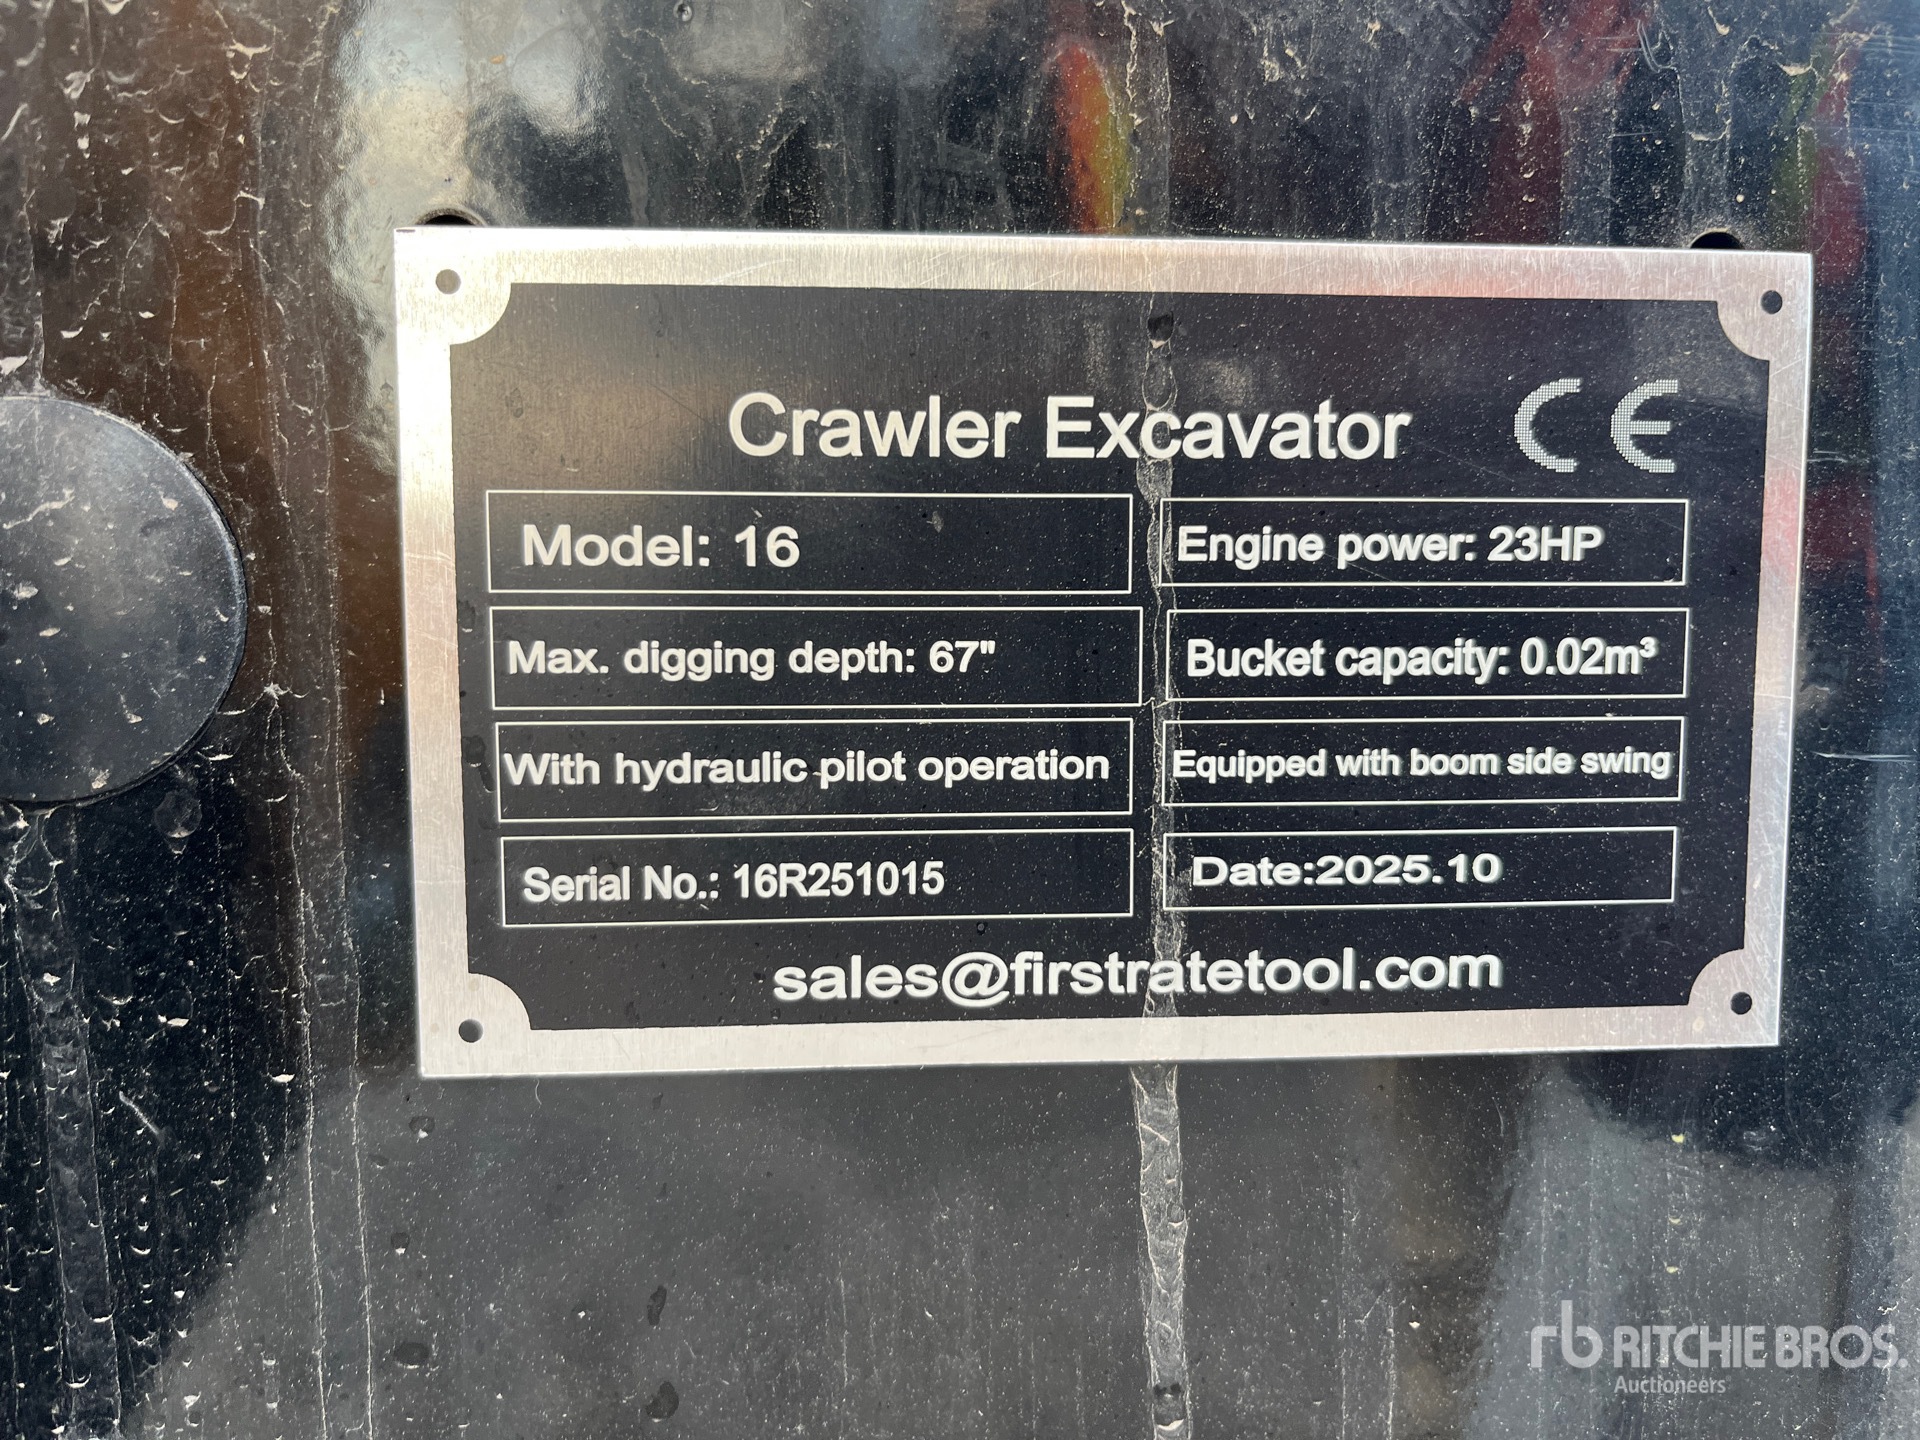 Crawler Excavator CE
Model: 16
Engine power: 23HP
Max. digging depth: 67"
Bucket capacity: 0.02m³
With hydraulic pilot operation
Equipped with boom side swing
Serial No.: 16R251015
Date:2025.10
sales@firstratetool.com
rb RITCHIE BROS.
Auctioneers